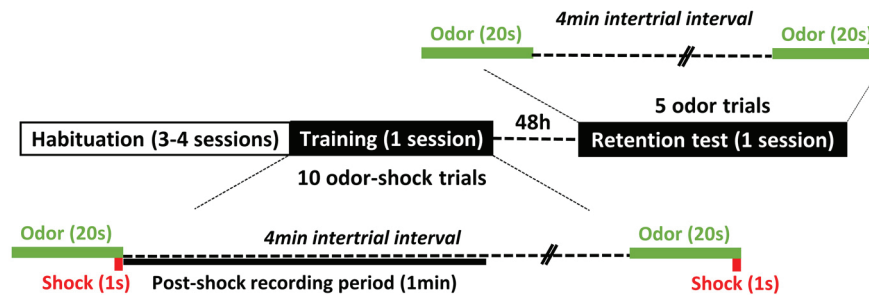 4min intertrial interval
Odor (20s) Odor (20s)
5 odor trials
48h
Habituation (3-4 sessions) Training (1 session) Retention test (1 session)
10 odor-shock trials
Odor (20s) 4min intertrial interval Odor (20s)
Shock (1s) Post-shock recording period (1min) Shock (1s)